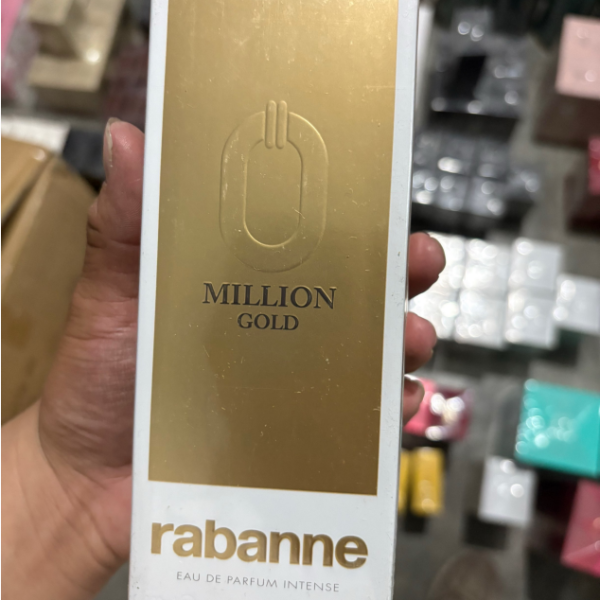 MILLION
GOLD
rabanne
EAU DE PARFUM INTENSE